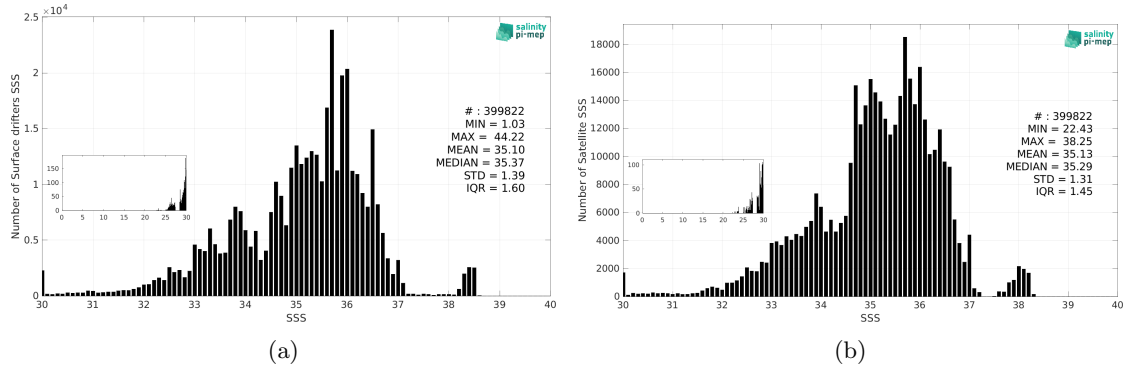 2.5 ×10⁴
salinity
pi-mep
2
Number of Surface drifters SSS
# : 399822
MIN = 1.03
MAX = 44.22
MEAN = 35.10
MEDIAN = 35.37
STD = 1.39
IQR = 1.60
1.5
1
0.5
0
150
100
50
0
0 5 10 15 20 25 30
30 31 32 33 34 35 36 37 38 39 40
SSS
(a)
salinity
pi-mep
18000
16000
14000
12000
10000
8000
6000
4000
2000
0
Number of Satellite SSS
# : 399822
MIN = 22.43
MAX = 38.25
MEAN = 35.13
MEDIAN = 35.29
STD = 1.31
IQR = 1.45
100
50
0
0 5 10 15 20 25 30
30 31 32 33 34 35 36 37 38 39 40
SSS
(b)